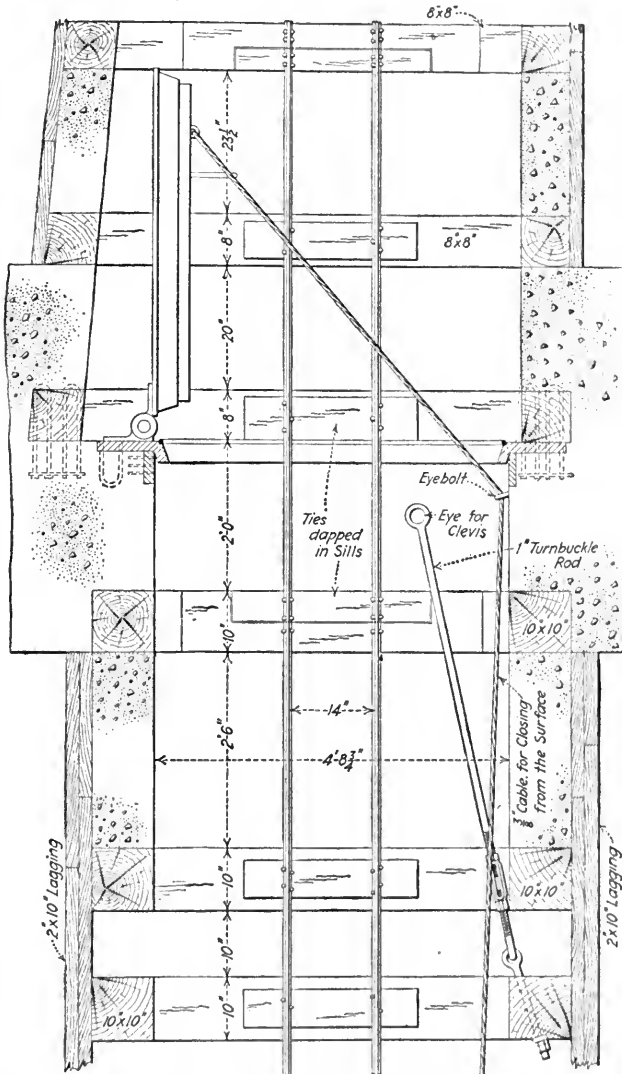 8"x8"
23½"
8"
8"x8"
20"
8"
Eyebolt
Ties
dapped
in Sills
Eye for
Clevis
1" Turnbuckle
Rod
2'-0"
10"
10"x10"
14"
2'-6"
4'-8¾"
⅜" Cable for Closing
from the Surface
2"x10" Lagging
2"x10" Lagging
10"
10"x10"
10"
10"x10"
10"